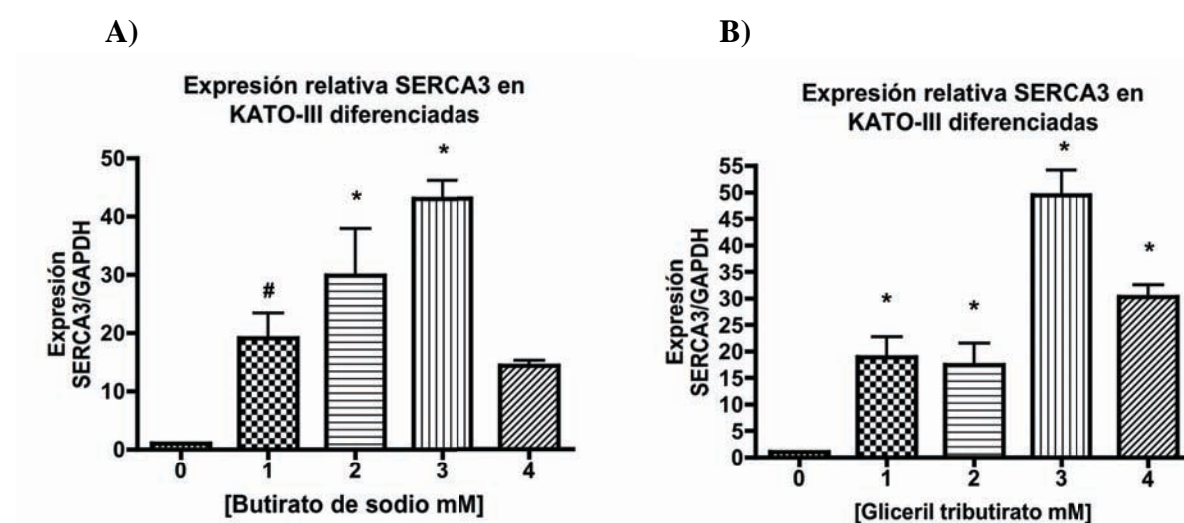 A)
Expresión relativa SERCA3 en
KATO-III diferenciadas
Expresión
SERCA3/GAPDH
50
40
30
20
10
0
#
*
*
0 1 2 3 4
[Butirato de sodio mM]
B)
Expresión relativa SERCA3 en
KATO-III diferenciadas
Expresión
SERCA3/GAPDH
55
50
45
40
35
30
25
20
15
10
5
0
*
*
*
*
0 1 2 3 4
[Gliceril tributirato mM]